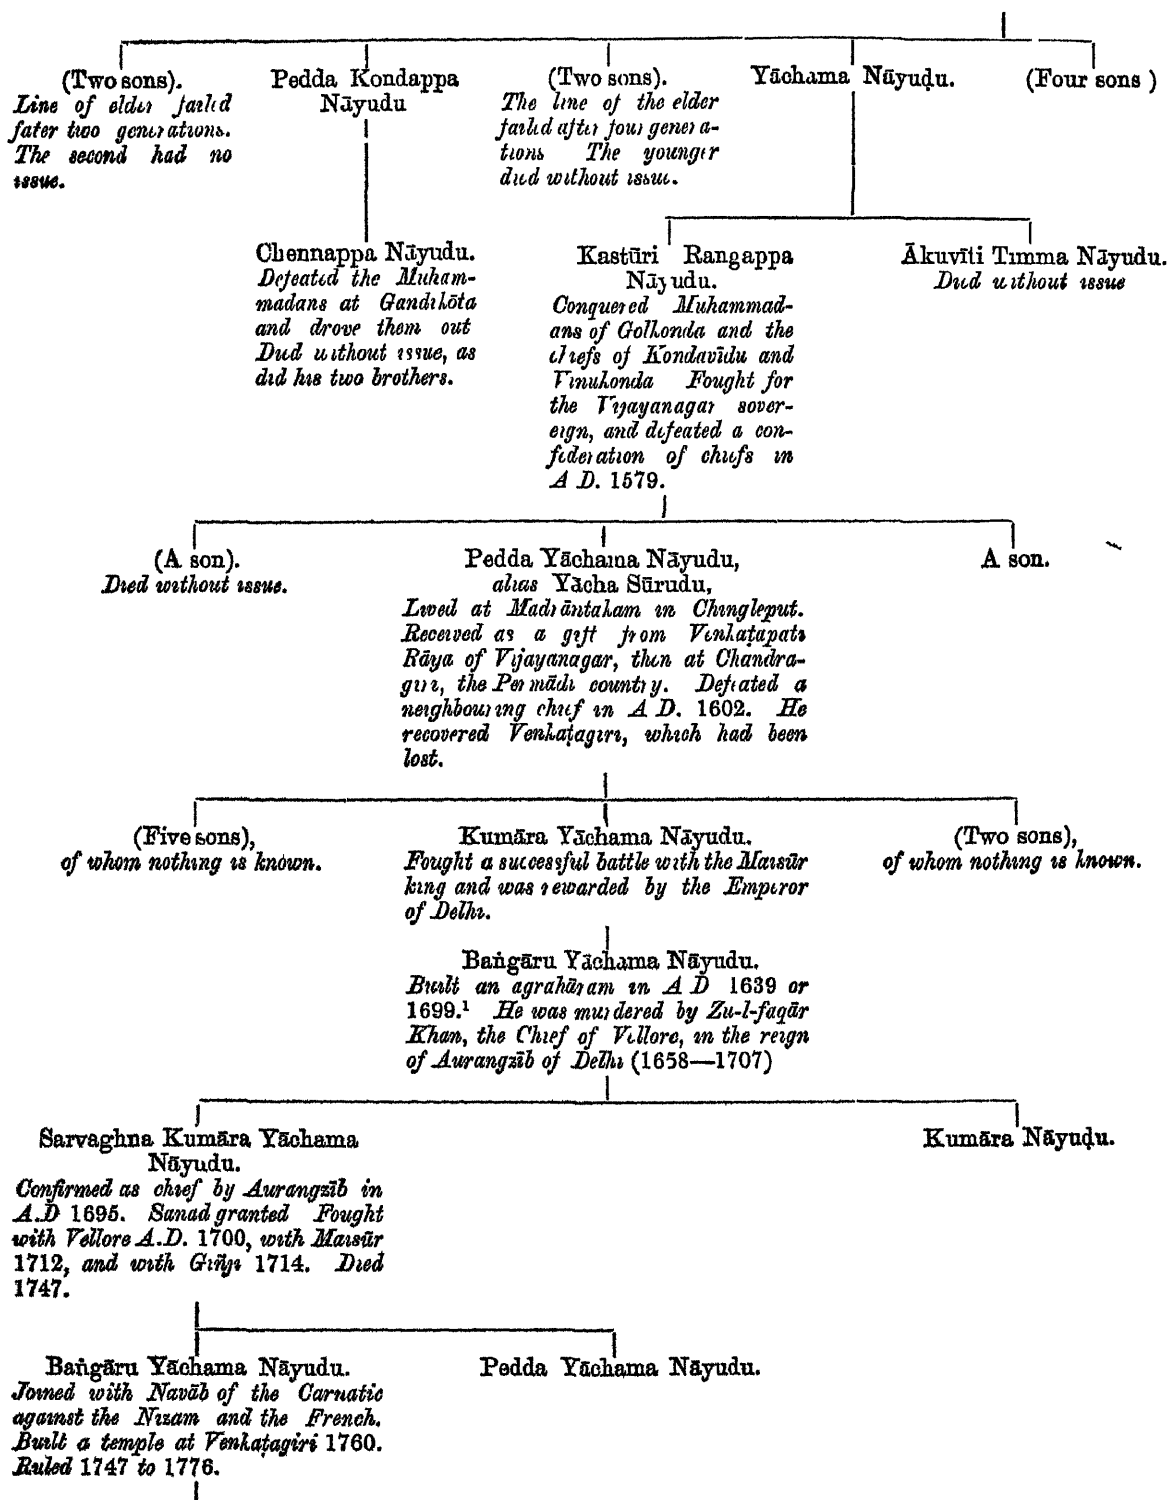 (Two sons).
Line of elder failed
fater two generations.
The second had no
issue.
Pedda Kondappa
Nāyudu
(Two sons).
The line of the elder
failed after four genera-
tions The younger
died without issue.
Yāchama Nāyuḍu.
(Four sons)
Chennappa Nāyudu.
Defeated the Muham-
madans at Gandikōta
and drove them out
Died without issue, as
did his two brothers.
Kastūri Rangappa
Nāyudu.
Conquered Muhammad-
ans of Golkonda and the
chiefs of Kondavīdu and
Vinukonda Fought for
the Vijayanagar sover-
eign, and defeated a con-
federation of chiefs in
A D. 1579.
Ākuvīti Timma Nāyudu.
Died without issue
(A son).
Died without issue.
Pedda Yāchama Nāyudu,
alias Yācha Sūrudu,
Lived at Madrāntakam in Chingleput.
Received as a gift from Venkaṭapati
Rāya of Vijayanagar, then at Chandra-
giri, the Permādi country. Defeated a
neighbouring chief in A D. 1602. He
recovered Venkaṭagiri, which had been
lost.
A son.
(Five sons),
of whom nothing is known.
Kumāra Yāchama Nāyudu.
Fought a successful battle with the Maisūr
king and was rewarded by the Emperor
of Delhi.
(Two sons),
of whom nothing is known.
Baṅgāru Yāchama Nāyudu.
Built an agrahāram in A D 1639 or
1699.¹ He was murdered by Zu-l-faqār
Khan, the Chief of Vellore, in the reign
of Aurangzīb of Delhi (1658—1707)
Sarvaghna Kumāra Yāchama
Nāyudu.
Confirmed as chief by Aurangzīb in
A.D 1695. Sanad granted Fought
with Vellore A.D. 1700, with Maisūr
1712, and with Giñji 1714. Died
1747.
Kumāra Nāyuḍu.
Baṅgāru Yāchama Nāyudu.
Joined with Navāb of the Carnatic
against the Nizam and the French.
Built a temple at Venkaṭagiri 1760.
Ruled 1747 to 1776.
Pedda Yāchama Nāyudu.